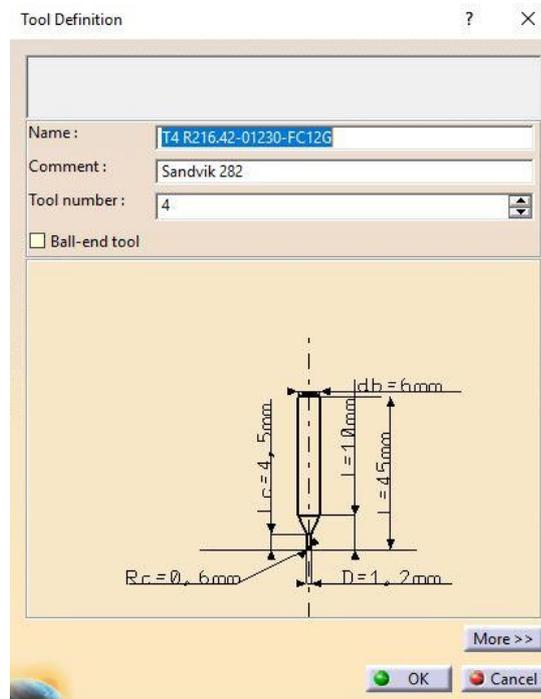 Tool Definition
?
Name :
T4 R216.42-01230-FC12G
Comment :
Sandvik 282
Tool number :
4
Ball-end tool
db=6mm
Lc=4,5mm
l=10mm
L=45mm
Rc=0,6mm
D=1,2mm
More >>
OK
Cancel